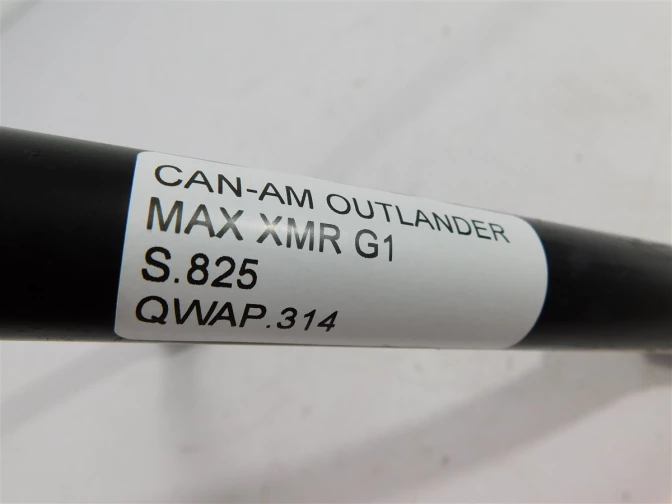 CAN-AM OUTLANDER
MAX XMR G1
S.825
QWAP.314